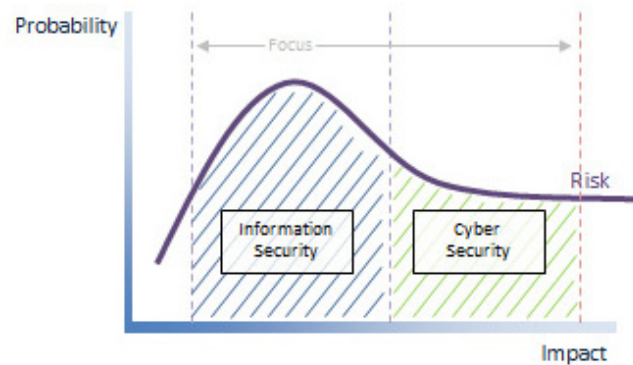 Probability
Focus
Risk
Information
Security
Cyber
Security
Impact